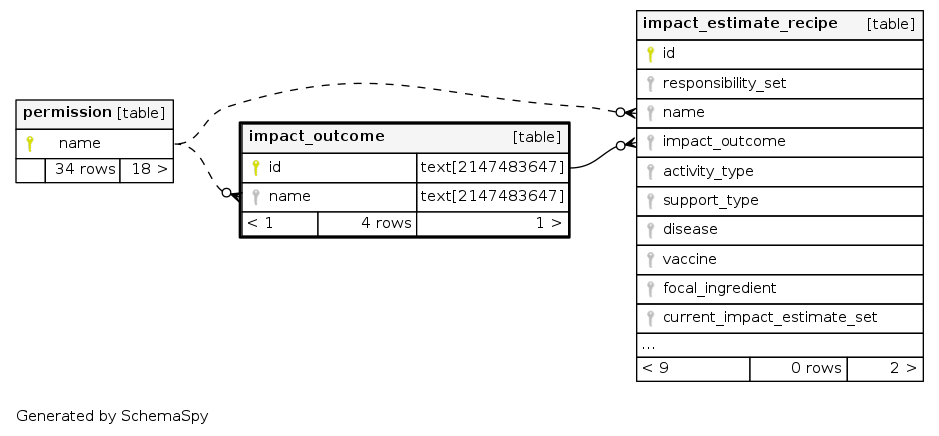 permission [table]
name
34 rows 18 >
impact_outcome [table]
id text[2147483647]
name text[2147483647]
< 1 4 rows 1 >
impact_estimate_recipe [table]
id
responsibility_set
name
impact_outcome
activity_type
support_type
disease
vaccine
focal_ingredient
current_impact_estimate_set
...
< 9 0 rows 2 >
Generated by SchemaSpy